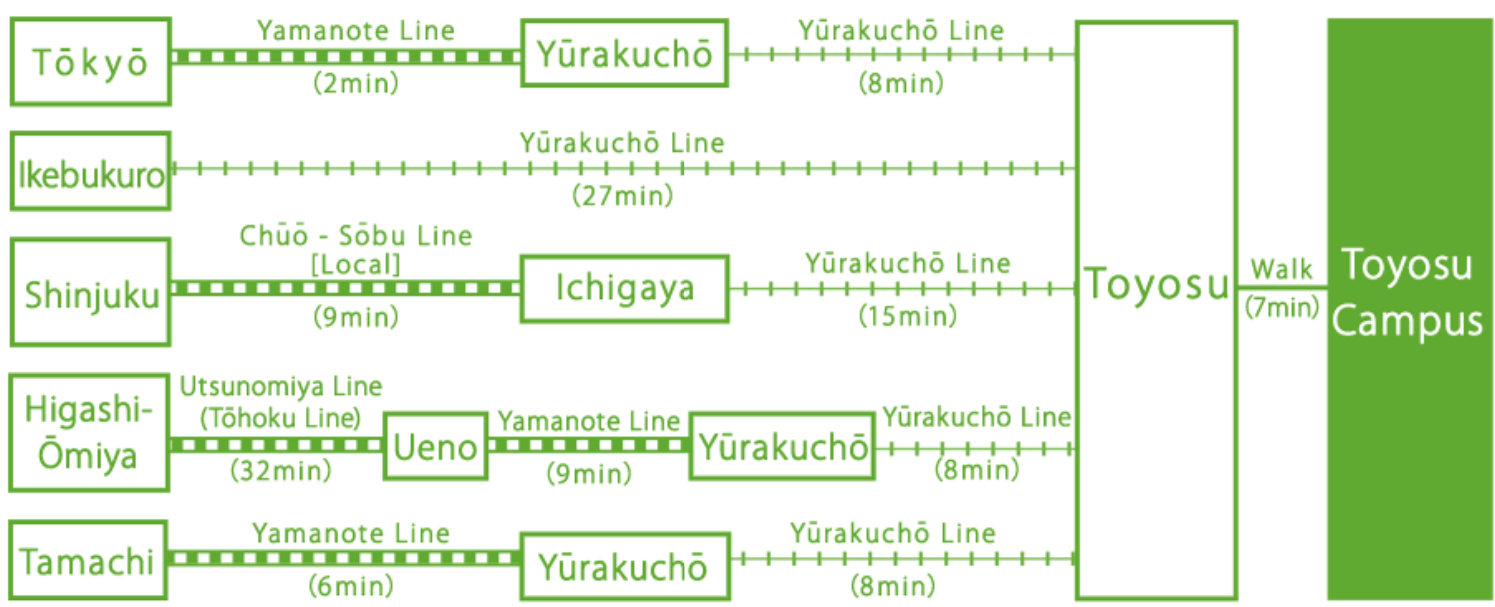 Tōkyō
Yamanote Line
(2min)
Yūrakuchō
Yūrakuchō Line
(8min)
Ikebukuro
Yūrakuchō Line
(27min)
Shinjuku
Chūō - Sōbu Line
[Local]
(9min)
Ichigaya
Yūrakuchō Line
(15min)
Higashi-
Ōmiya
Utsunomiya Line
(Tōhoku Line)
(32min)
Ueno
Yamanote Line
(9min)
Yūrakuchō
Yūrakuchō Line
(8min)
Tamachi
Yamanote Line
(6min)
Yūrakuchō
Yūrakuchō Line
(8min)
Toyosu
Walk
(7min)
Toyosu
Campus